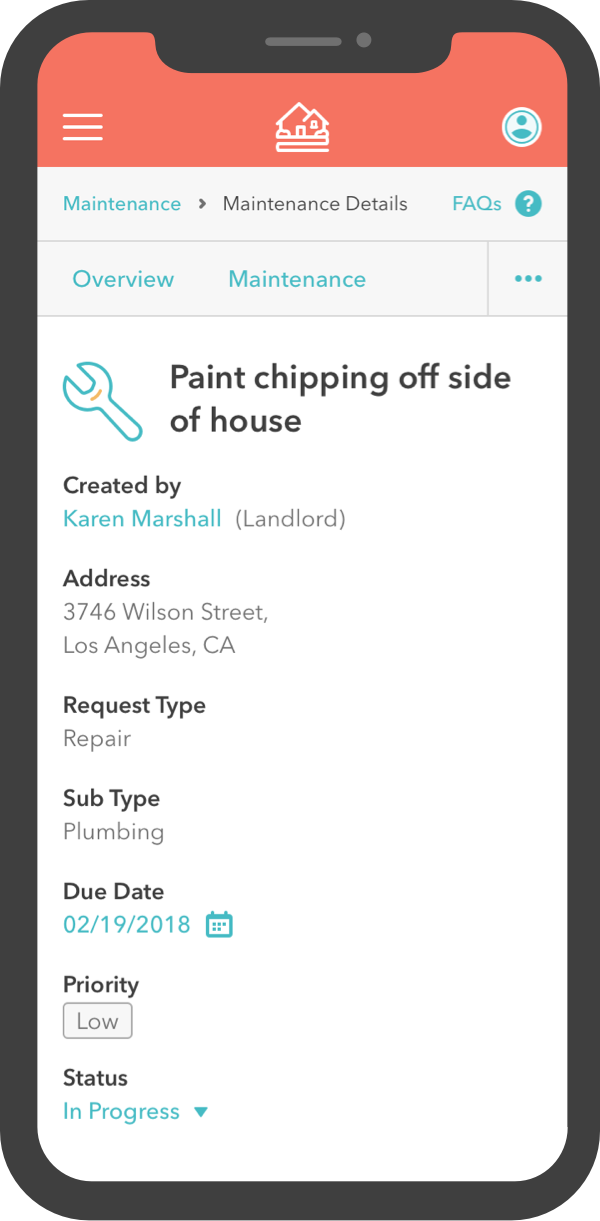 Maintenance > Maintenance Details FAQs ?
Overview Maintenance •••
Paint chipping off side
of house
Created by
Karen Marshall (Landlord)
Address
3746 Wilson Street,
Los Angeles, CA
Request Type
Repair
Sub Type
Plumbing
Due Date
02/19/2018
Priority
Low
Status
In Progress